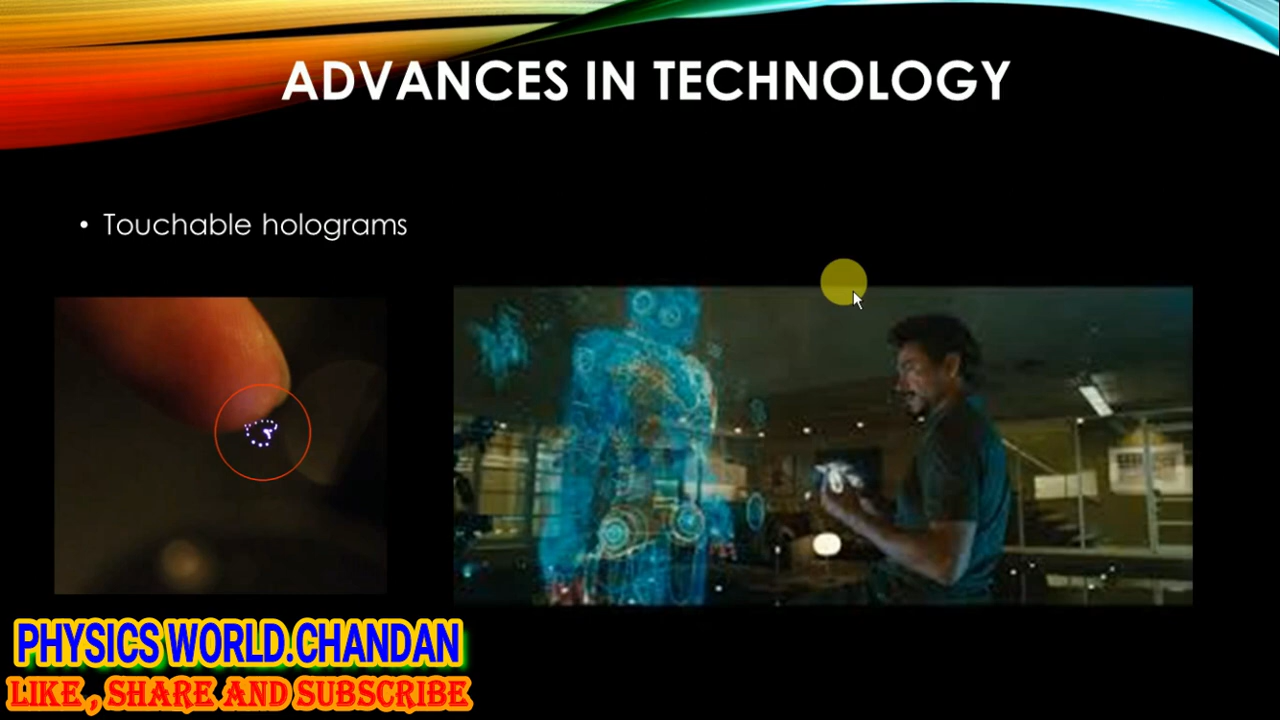 ADVANCES IN TECHNOLOGY
• Touchable holograms
PHYSICS WORLD.CHANDAN
LIKE , SHARE AND SUBSCRIBE